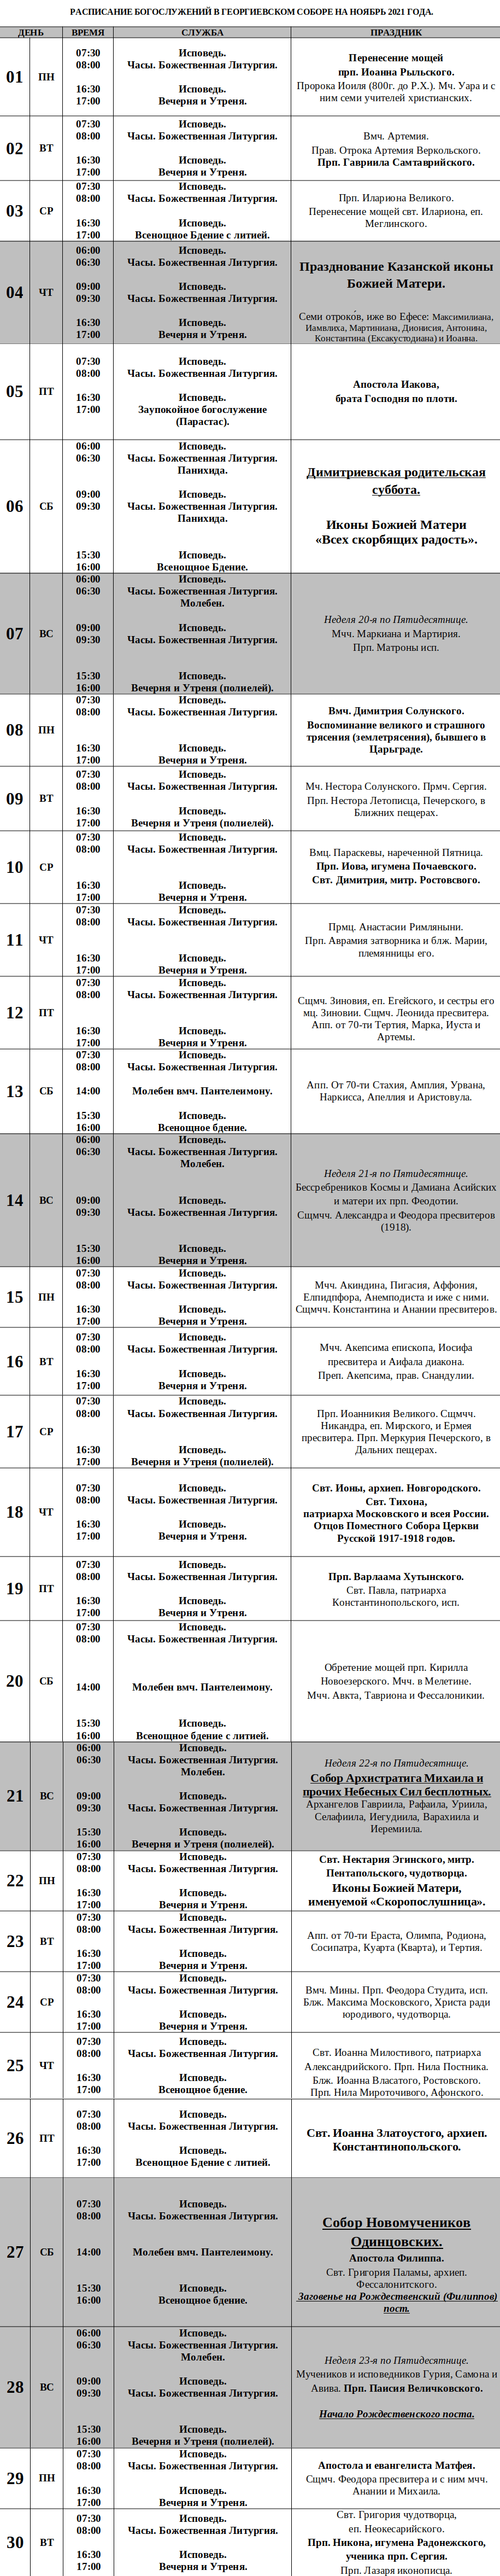 РАСПИСАНИЕ БОГОСЛУЖЕНИЙ В ГЕОРГИЕВСКОМ СОБОРЕ НА НОЯБРЬ 2021 ГОДА.
ДЕНЬ ВРЕМЯ СЛУЖБА ПРАЗДНИК
01 ПН
07:30 Исповедь.
08:00 Часы. Божественная Литургия.
16:30 Исповедь.
17:00 Вечерня и Утреня.
Перенесение мощей
прп. Иоанна Рыльского.
Пророка Иоиля (800г. до Р.Х.). Мч. Уара и с
ним семи учителей христианских.
02 ВТ
07:30 Исповедь.
08:00 Часы. Божественная Литургия.
16:30 Исповедь.
17:00 Вечерня и Утреня.
Вмч. Артемия.
Прав. Отрока Артемия Веркольского.
Прп. Гавриила Самтаврийского.
03 СР
07:30 Исповедь.
08:00 Часы. Божественная Литургия.
16:30 Исповедь.
17:00 Всенощное Бдение с литией.
Прп. Илариона Великого.
Перенесение мощей свт. Илариона, еп.
Меглинского.
04 ЧТ
06:00 Исповедь.
06:30 Часы. Божественная Литургия.
09:00 Исповедь.
09:30 Часы. Божественная Литургия.
16:30 Исповедь.
17:00 Вечерня и Утреня.
Празднование Казанской иконы
Божией Матери.
Семи отроко́в, иже во Ефесе: Максимилиана,
Иамвлиха, Мартиниана, Дионисия, Антонина,
Константина (Ексакустодиана) и Иоанна.
05 ПТ
07:30 Исповедь.
08:00 Часы. Божественная Литургия.
16:30 Исповедь.
17:00 Заупокойное богослужение
(Парастас).
Апостола Иакова,
брата Господня по плоти.
06 СБ
06:00 Исповедь.
06:30 Часы. Божественная Литургия.
Панихида.
09:00 Исповедь.
09:30 Часы. Божественная Литургия.
Панихида.
15:30 Исповедь.
16:00 Всенощное Бдение.
Димитриевская родительская
суббота.
Иконы Божией Матери
«Всех скорбящих радость».
07 ВС
06:00 Исповедь.
06:30 Часы. Божественная Литургия.
Молебен.
09:00 Исповедь.
09:30 Часы. Божественная Литургия.
15:30 Исповедь.
16:00 Вечерня и Утреня (полиелей).
Неделя 20-я по Пятидесятнице.
Мчч. Маркиана и Мартирия.
Прп. Матроны исп.
08 ПН
07:30 Исповедь.
08:00 Часы. Божественная Литургия.
16:30 Исповедь.
17:00 Вечерня и Утреня.
Вмч. Димитрия Солунского.
Воспоминание великого и страшного
трясения (землетрясения), бывшего в
Царьграде.
09 ВТ
07:30 Исповедь.
08:00 Часы. Божественная Литургия.
16:30 Исповедь.
17:00 Вечерня и Утреня (полиелей).
Мч. Нестора Солунского. Прмч. Сергия.
Прп. Нестора Летописца, Печерского, в
Ближних пещерах.
10 СР
07:30 Исповедь.
08:00 Часы. Божественная Литургия.
16:30 Исповедь.
17:00 Вечерня и Утреня.
Вмц. Параскевы, нареченной Пятница.
Прп. Иова, игумена Почаевского.
Свт. Димитрия, митр. Ростовсвого.
11 ЧТ
07:30 Исповедь.
08:00 Часы. Божественная Литургия.
16:30 Исповедь.
17:00 Вечерня и Утреня.
Прмц. Анастасии Римляныни.
Прп. Аврамия затворника и блж. Марии,
племянницы его.
12 ПТ
07:30 Исповедь.
08:00 Часы. Божественная Литургия.
16:30 Исповедь.
17:00 Вечерня и Утреня.
Сщмч. Зиновия, еп. Егейского, и сестры его
мц. Зиновии. Сщмч. Леонида пресвитера.
Апп. от 70-ти Тертия, Марка, Иуста и
Артемы.
13 СБ
07:30 Исповедь.
08:00 Часы. Божественная Литургия.
14:00 Молебен вмч. Пантелеимону.
15:30 Исповедь.
16:00 Всенощное бдение.
Апп. От 70-ти Стахия, Амплия, Урвана,
Наркисса, Апеллия и Аристовула.
14 ВС
06:00 Исповедь.
06:30 Часы. Божественная Литургия.
Молебен.
09:00 Исповедь.
09:30 Часы. Божественная Литургия.
15:30 Исповедь.
16:00 Вечерня и Утреня.
Неделя 21-я по Пятидесятнице.
Бессребреников Космы и Дамиана Асийских
и матери их прп. Феодотии.
Сщмчч. Александра и Феодора пресвитеров
(1918).
15 ПН
07:30 Исповедь.
08:00 Часы. Божественная Литургия.
16:30 Исповедь.
17:00 Вечерня и Утреня.
Мчч. Акиндина, Пигасия, Аффония,
Елпидпфора, Анемподиста и иже с ними.
Сщмчч. Константина и Анании пресвитеров.
16 ВТ
07:30 Исповедь.
08:00 Часы. Божественная Литургия.
16:30 Исповедь.
17:00 Вечерня и Утреня.
Мчч. Акепсима епископа, Иосифа
пресвитера и Аифала диакона.
Преп. Акепсима, прав. Снандулии.
17 СР
07:30 Исповедь.
08:00 Часы. Божественная Литургия.
16:30 Исповедь.
17:00 Вечерня и Утреня (полиелей).
Прп. Иоанникия Великого. Сщмчч.
Никандра, еп. Мирского, и Ермея
пресвитера. Прп. Меркурия Печерского, в
Дальних пещерах.
18 ЧТ
07:30 Исповедь.
08:00 Часы. Божественная Литургия.
16:30 Исповедь.
17:00 Вечерня и Утреня.
Свт. Ионы, архиеп. Новгородского.
Свт. Тихона,
патриарха Московского и всея России.
Отцов Поместного Собора Церкви
Русской 1917-1918 годов.
19 ПТ
07:30 Исповедь.
08:00 Часы. Божественная Литургия.
16:30 Исповедь.
17:00 Вечерня и Утреня.
Прп. Варлаама Хутынского.
Свт. Павла, патриарха
Константинопольского, исп.
20 СБ
07:30 Исповедь.
08:00 Часы. Божественная Литургия.
14:00 Молебен вмч. Пантелеимону.
15:30 Исповедь.
16:00 Всенощное бдение с литией.
Обретение мощей прп. Кирилла
Новоезерского. Мчч. в Мелетине.
Мчч. Авкта, Тавриона и Фессалоникии.
21 ВС
06:00 Исповедь.
06:30 Часы. Божественная Литургия.
Молебен.
09:00 Исповедь.
09:30 Часы. Божественная Литургия.
15:30 Исповедь.
16:00 Вечерня и Утреня (полиелей).
Неделя 22-я по Пятидесятнице.
Собор Архистратига Михаила и
прочих Небесных Сил бесплотных.
Архангелов Гавриила, Рафаила, Уриила,
Селафиила, Иегудиила, Варахиила и
Иеремиила.
22 ПН
07:30 Исповедь.
08:00 Часы. Божественная Литургия.
16:30 Исповедь.
17:00 Вечерня и Утреня.
Свт. Нектария Эгинского, митр.
Пентапольского, чудотворца.
Иконы Божией Матери,
именуемой «Скоропослушница».
23 ВТ
07:30 Исповедь.
08:00 Часы. Божественная Литургия.
16:30 Исповедь.
17:00 Вечерня и Утреня.
Апп. от 70-ти Ераста, Олимпа, Родиона,
Сосипатра, Куарта (Кварта), и Тертия.
24 СР
07:30 Исповедь.
08:00 Часы. Божественная Литургия.
16:30 Исповедь.
17:00 Вечерня и Утреня.
Вмч. Мины. Прп. Феодора Студита, исп.
Блж. Максима Московского, Христа ради
юродивого, чудотворца.
25 ЧТ
07:30 Исповедь.
08:00 Часы. Божественная Литургия.
16:30 Исповедь.
17:00 Всенощное бдение.
Свт. Иоанна Милостивого, патриарха
Александрийского. Прп. Нила Постника.
Блж. Иоанна Власатого, Ростовского.
Прп. Нила Мироточивого, Афонского.
26 ПТ
07:30 Исповедь.
08:00 Часы. Божественная Литургия.
16:30 Исповедь.
17:00 Всенощное Бдение с литией.
Свт. Иоанна Златоустого, архиеп.
Константинопольского.
27 СБ
07:30 Исповедь.
08:00 Часы. Божественная Литургия.
14:00 Молебен вмч. Пантелеимону.
15:30 Исповедь.
16:00 Всенощное бдение.
Собор Новомучеников
Одинцовских.
Апостола Филиппа.
Свт. Григория Паламы, архиеп.
Фессалонитского.
Заговенье на Рождественский (Филиппов)
пост.
28 ВС
06:00 Исповедь.
06:30 Часы. Божественная Литургия.
Молебен.
09:00 Исповедь.
09:30 Часы. Божественная Литургия.
15:30 Исповедь.
16:00 Вечерня и Утреня (полиелей).
Неделя 23-я по Пятидесятнице.
Мучеников и исповедников Гурия, Самона и
Авива. Прп. Паисия Величковского.
Начало Рождественского поста.
29 ПН
07:30 Исповедь.
08:00 Часы. Божественная Литургия.
16:30 Исповедь.
17:00 Вечерня и Утреня.
Апостола и евангелиста Матфея.
Сщмч. Феодора пресвитера и с ним мчч.
Анании и Михаила.
30 ВТ
07:30 Исповедь.
08:00 Часы. Божественная Литургия.
16:30 Исповедь.
17:00 Вечерня и Утреня.
Свт. Григория чудотворца,
еп. Неокесарийского.
Прп. Никона, игумена Радонежского,
ученика прп. Сергия.
Прп. Лазаря иконописца.